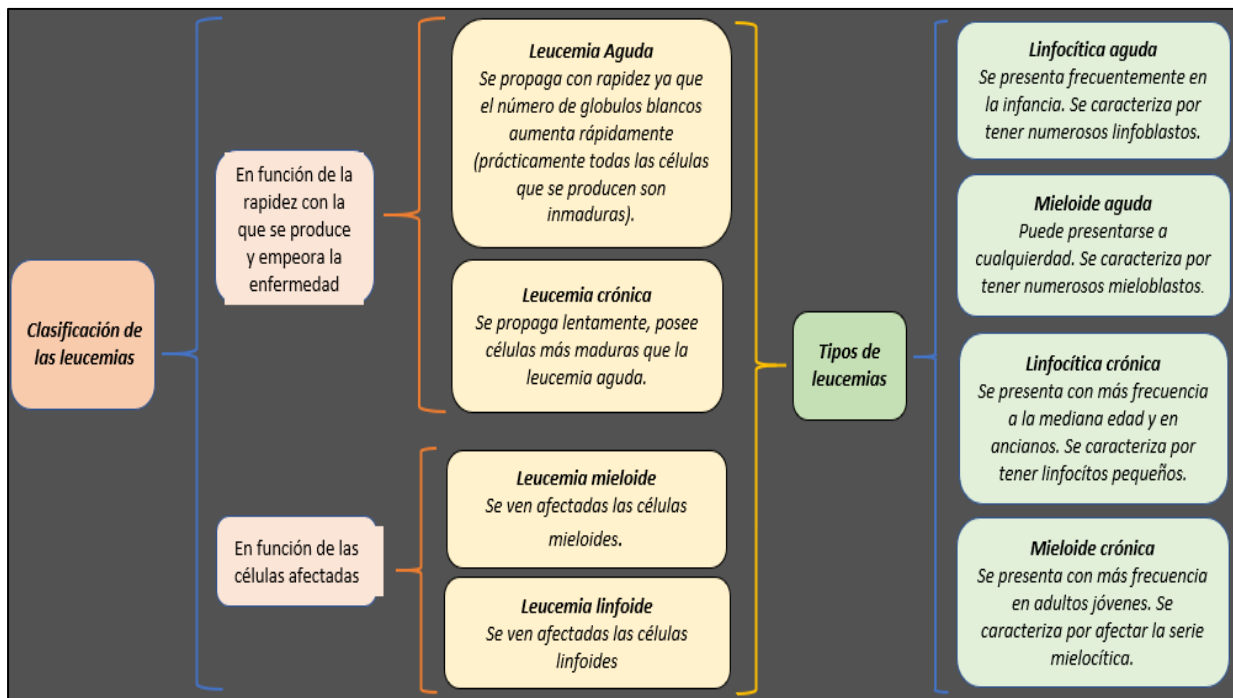 Clasificación de
las leucemias
En función de la
rapidez con la
que se produce
y empeora la
enfermedad
Leucemia Aguda
Se propaga con rapidez ya que
el número de globulos blancos
aumenta rápidamente
(prácticamente todas las células
que se producen son
inmaduras).
Leucemia crónica
Se propaga lentamente, posee
células más maduras que la
leucemia aguda.
En función de las
células afectadas
Leucemia mieloide
Se ven afectadas las células
mieloides.
Leucemia linfoide
Se ven afectadas las células
linfoides
Tipos de
leucemias
Linfocítica aguda
Se presenta frecuentemente en
la infancia. Se caracteriza por
tener numerosos linfoblastos.
Mieloide aguda
Puede presentarse a
cualquierdad. Se caracteriza por
tener numerosos mieloblastos.
Linfocítica crónica
Se presenta con más frecuencia
a la mediana edad y en
ancianos. Se caracteriza por
tener linfocítos pequeños.
Mieloide crónica
Se presenta con más frecuencia
en adultos jóvenes. Se
caracteriza por afectar la serie
mielocítica.